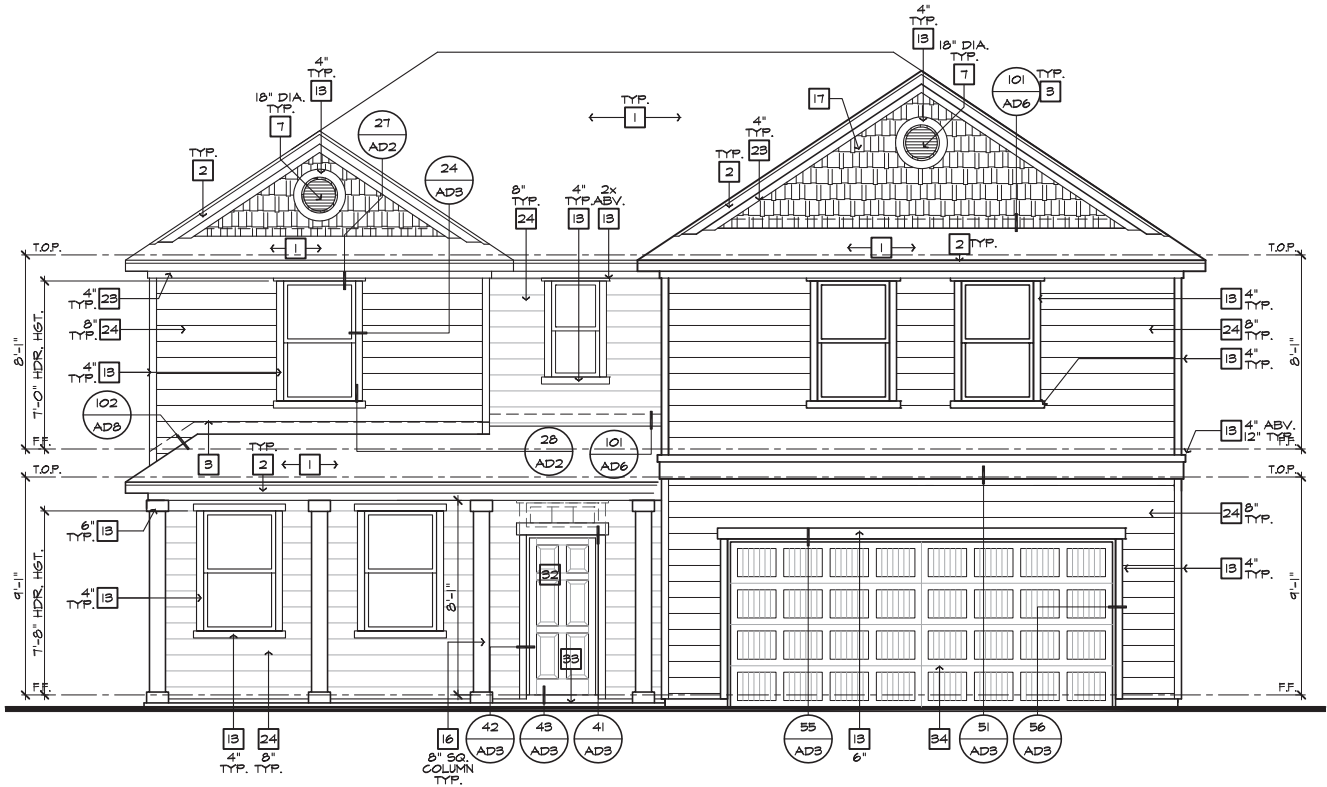 4"
TYP.
13
18" DIA.
TYP.
7
101
AD6
TYP.
3
4"
TYP.
13
18" DIA.
TYP.
7
27
AD2
TYP.
1
17
4"
TYP.
23
TYP.
2
24
AD3
TYP.
2
8"
TYP.
24
4"
TYP.
13
2x
ABV.
13
T.O.P.
1
1
2
TYP.
T.O.P.
4"
TYP.
23
8"
TYP.
24
4"
TYP.
13
8'-1"
7'-0" HDR. HGT.
13
4"
TYP.
24
8"
TYP.
13
4"
TYP.
8'-1"
102
AD8
F.F.
3
TYP.
2
1
28
AD2
101
AD6
13
4" ABV.
12" TYP.
F.F.
T.O.P.
T.O.P.
6"
TYP.
13
4"
TYP.
13
9'-1"
7'-8" HDR. HGT.
8'-1"
32
33
24
8"
TYP.
13
4"
TYP.
9'-1"
F.F.
F.F.
13
4"
TYP.
24
8"
TYP.
16
8" SQ.
COLUMN
TYP.
42
AD3
43
AD3
41
AD3
55
AD3
13
6"
34
51
AD3
56
AD3